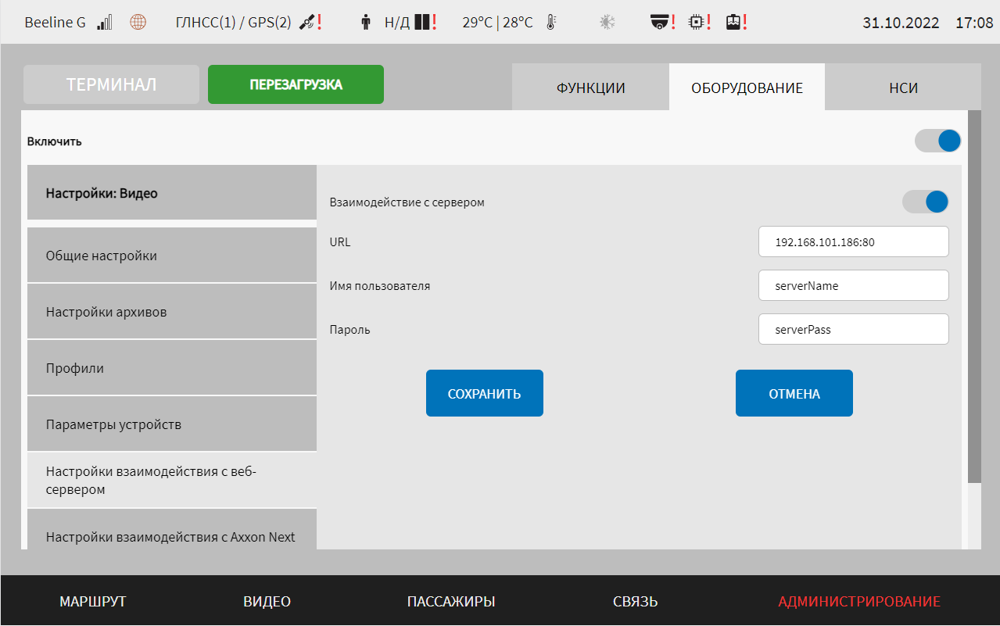 Beeline G ГЛНСС(1) / GPS(2) ! Н/Д ! 29°C | 28°C ! ! ! 31.10.2022 17:08
ТЕРМИНАЛ ПЕРЕЗАГРУЗКА ФУНКЦИИ ОБОРУДОВАНИЕ НСИ
Включить
Настройки: Видео
Общие настройки
Настройки архивов
Профили
Параметры устройств
Настройки взаимодействия с веб-
сервером
Настройки взаимодействия с Axxon Next
Взаимодействие с сервером
URL 192.168.101.186:80
Имя пользователя serverName
Пароль serverPass
СОХРАНИТЬ ОТМЕНА
МАРШРУТ ВИДЕО ПАССАЖИРЫ СВЯЗЬ АДМИНИСТРИРОВАНИЕ